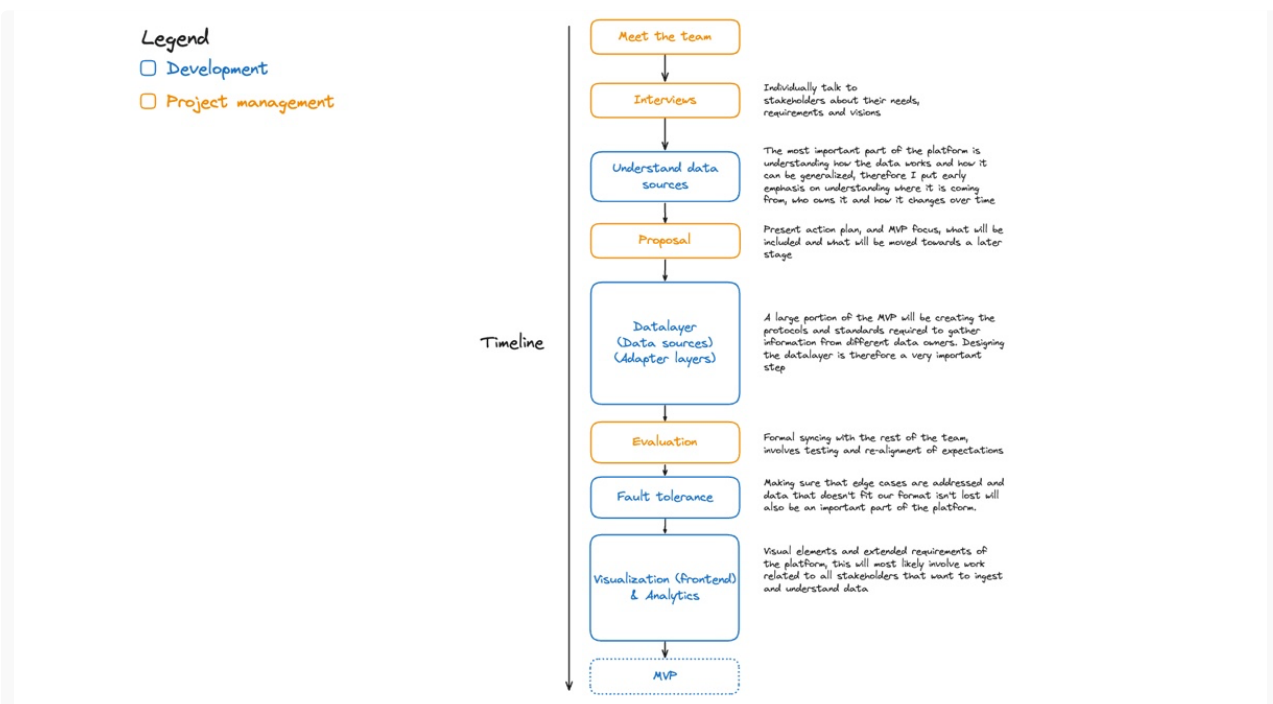 Legend
Development
Project management
Timeline
Meet the team
Interviews
Individually talk to
stakeholders about their needs,
requirements and visions
Understand data
sources
The most important part of the platform is
understanding how the data works and how it
can be generalized, therefore I put early
emphasis on understanding where it is coming
from, who owns it and how it changes over time
Proposal
Present action plan, and MVP focus, what will be
included and what will be moved towards a later
stage
Datalayer
(Data sources)
(Adapter layers)
A large portion of the MVP will be creating the
protocols and standards required to gather
information from different data owners. Designing
the datalayer is therefore a very important
step
Evaluation
Formal syncing with the rest of the team,
involves testing and re-alignment of expectations
Fault tolerance
Making sure that edge cases are addressed and
data that doesn't fit our format isn't lost will
also be an important part of the platform.
Visualization (frontend)
& Analytics
Visual elements and extended requirements of
the platform, this will most likely involve work
related to all stakeholders that want to ingest
and understand data
MVP